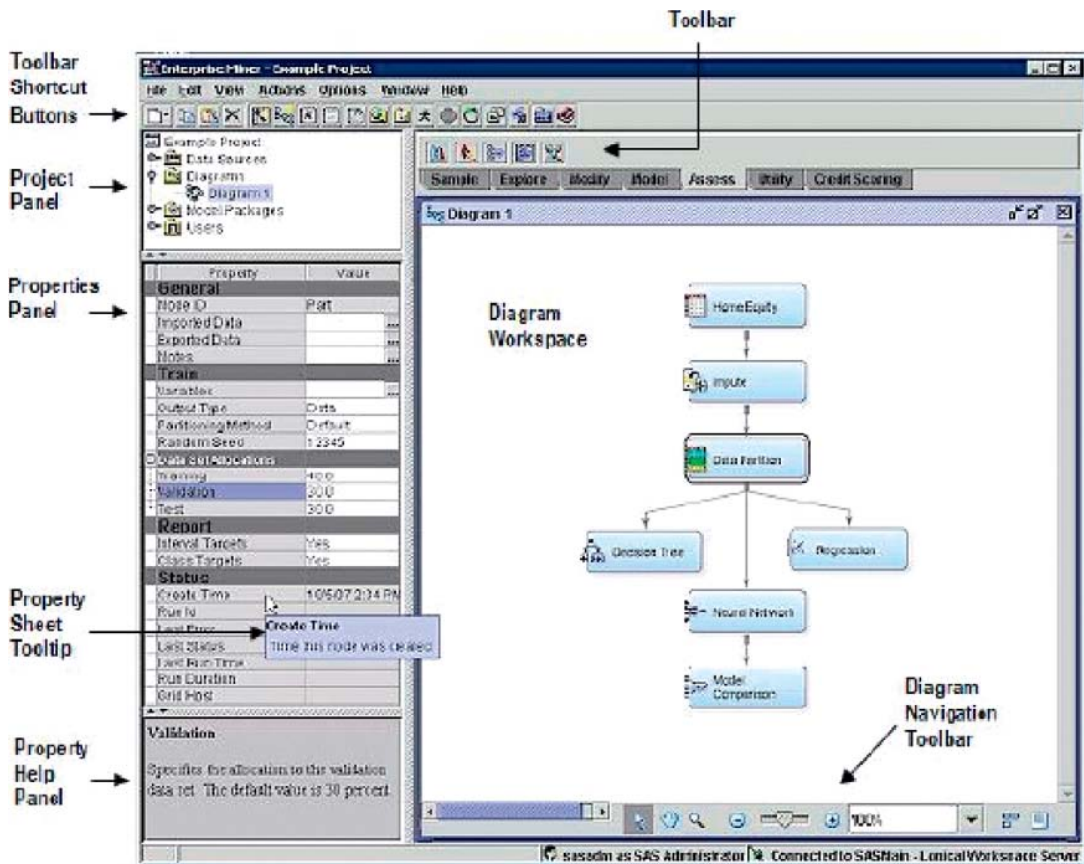 Toolbar
Toolbar
Shortcut
Buttons
Enterprise Miner - Example Project
File Edit View Actions Options Window Help
Project
Panel
Example Project
Data Sources
Diagrams
Diagram 1
Model Packages
Users
Sample Explore Modify Model Assess Utility Credit Scoring
Diagram 1
Properties
Panel
Property Value
General
Node ID Part
Imported Data ...
Exported Data ...
Notes ...
Train
Variables ...
Output Type Data
Partitioning Method Default
Random Seed 12345
Data Set Allocations
Training 40.0
Validation 30.0
Test 30.0
Report
Interval Targets Yes
Class Targets Yes
Status
Create Time 10/5/07 2:34 PM
Run Id
Last Error
Last Status
Last Run Time
Run Duration
Grid Host
Property
Sheet
Tooltip
Create Time
Time this node was created
Diagram
Workspace
HomeEquity
Impute
Data Partition
Decision Tree
Regression
Neural Network
Model
Comparison
Diagram
Navigation
Toolbar
Property
Help
Panel
Validation
Specifies the allocation to the validation
data set. The default value is 30 percent.
100%
sasadm as SAS Administrator Connected to SASMain - Logical Workspace Server